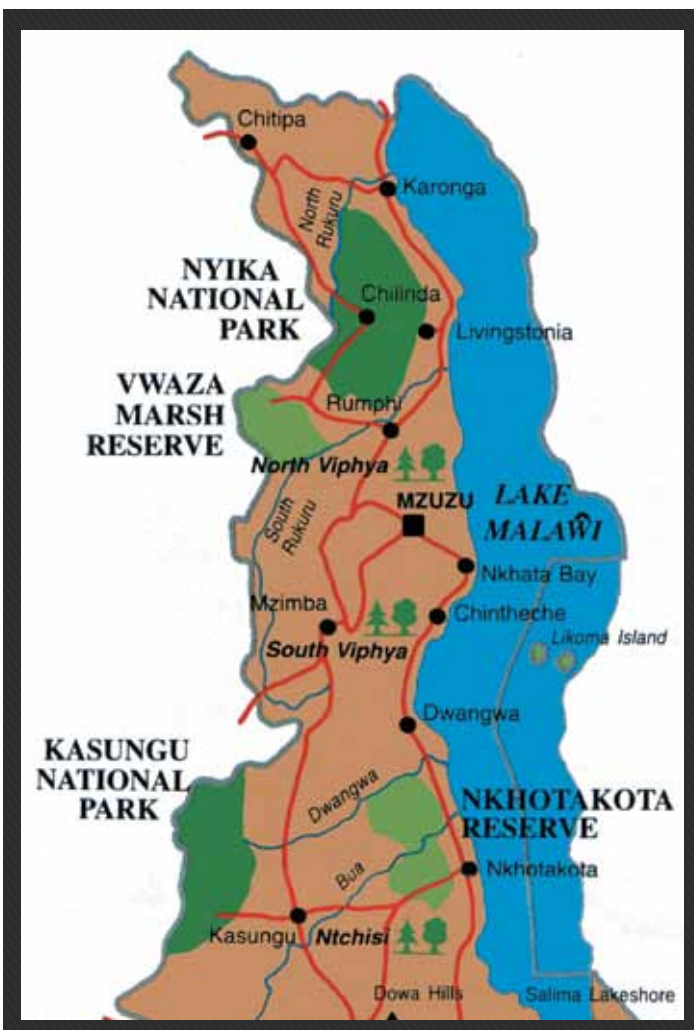 Chitipa
Karonga
North
Rukuru
NYIKA
NATIONAL
PARK
Chilinda
Livingstonia
VWAZA
MARSH
RESERVE
Rumphi
North Viphya
South
Rukuru
MZUZU
LAKE
MALAŴI
Nkhata Bay
Mzimba
Chintheche
Likoma Island
South Viphya
Dwangwa
KASUNGU
NATIONAL
PARK
Dwangwa
NKHOTAKOTA
RESERVE
Bua
Nkhotakota
Kasungu
Ntchisi
Dowa Hills
Salima Lakeshore